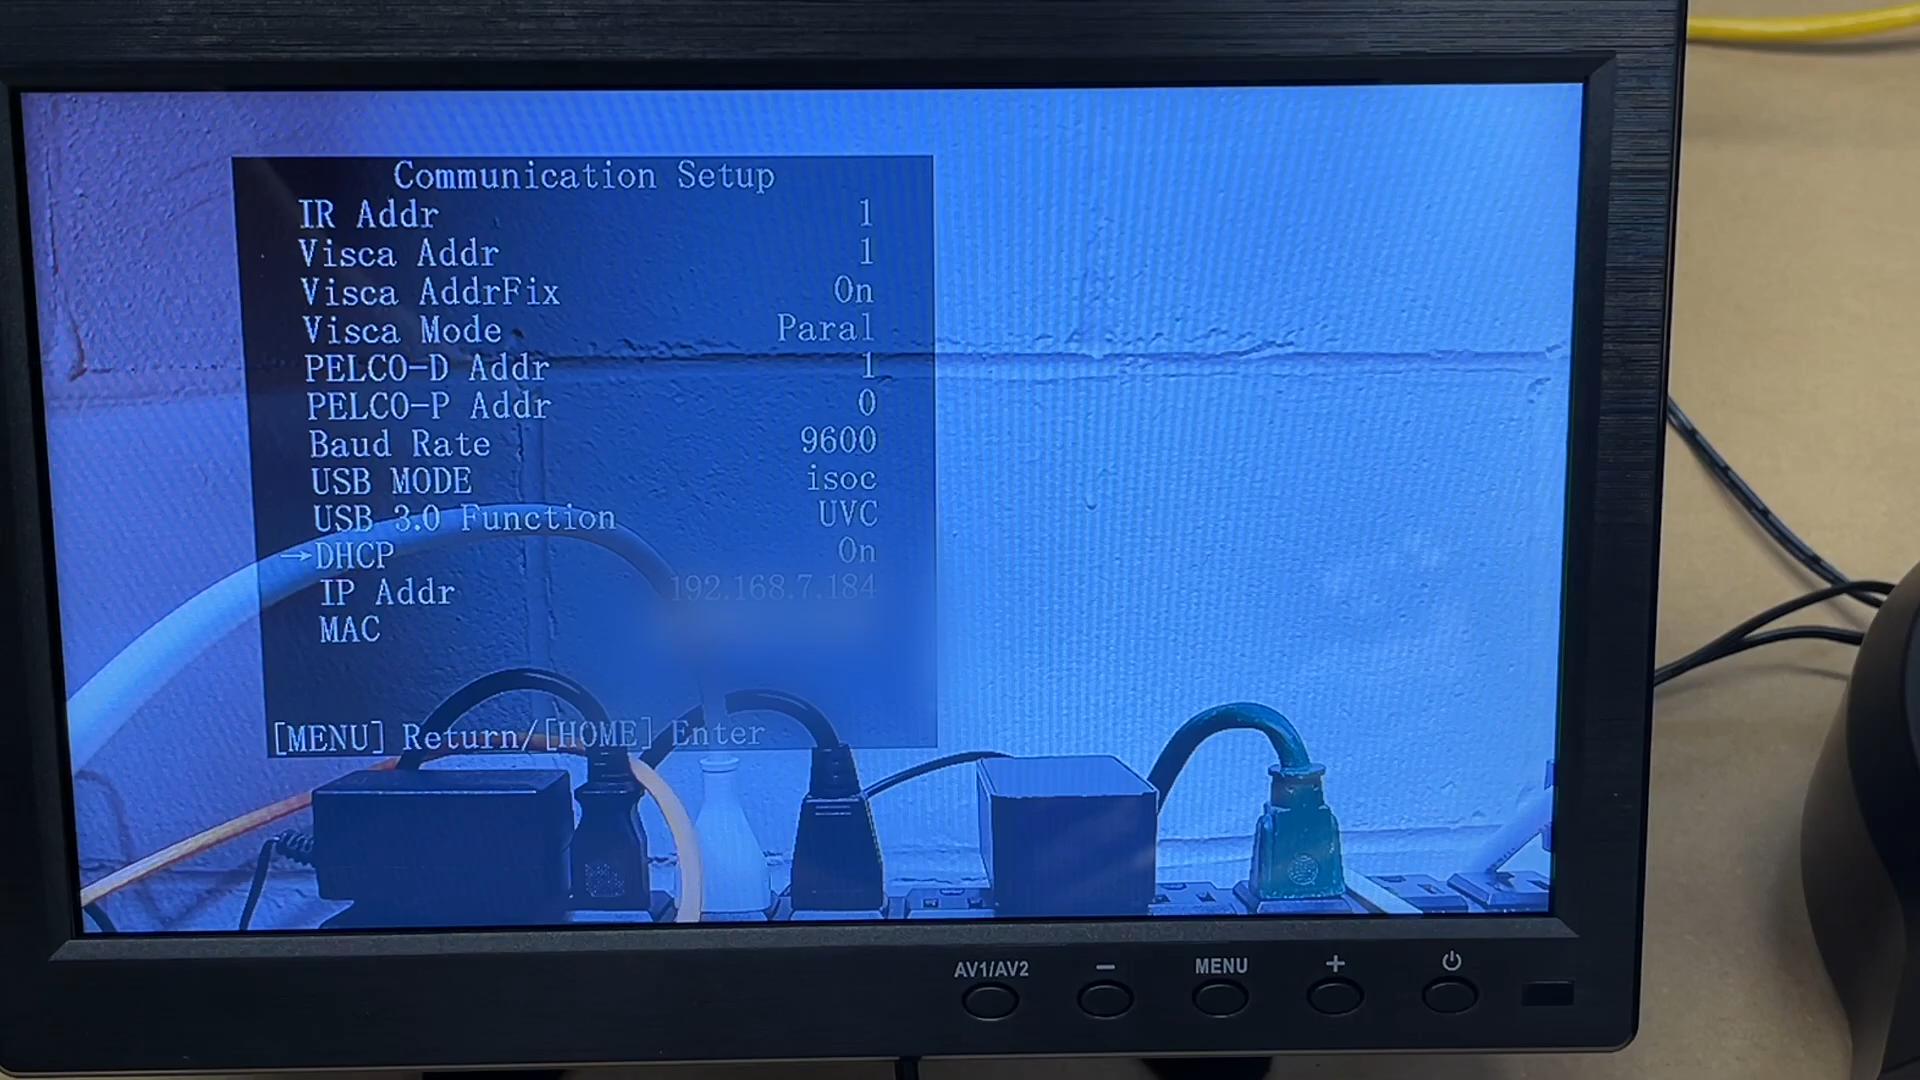 Communication Setup
IR Addr 1
Visca Addr 1
Visca AddrFix On
Visca Mode Paral
PELCO-D Addr 1
PELCO-P Addr 0
Baud Rate 9600
USB MODE isoc
USB 3.0 Function UVC
→DHCP On
IP Addr 192.168.7.184
MAC
[MENU] Return/[HOME] Enter
AV1/AV2 − MENU +